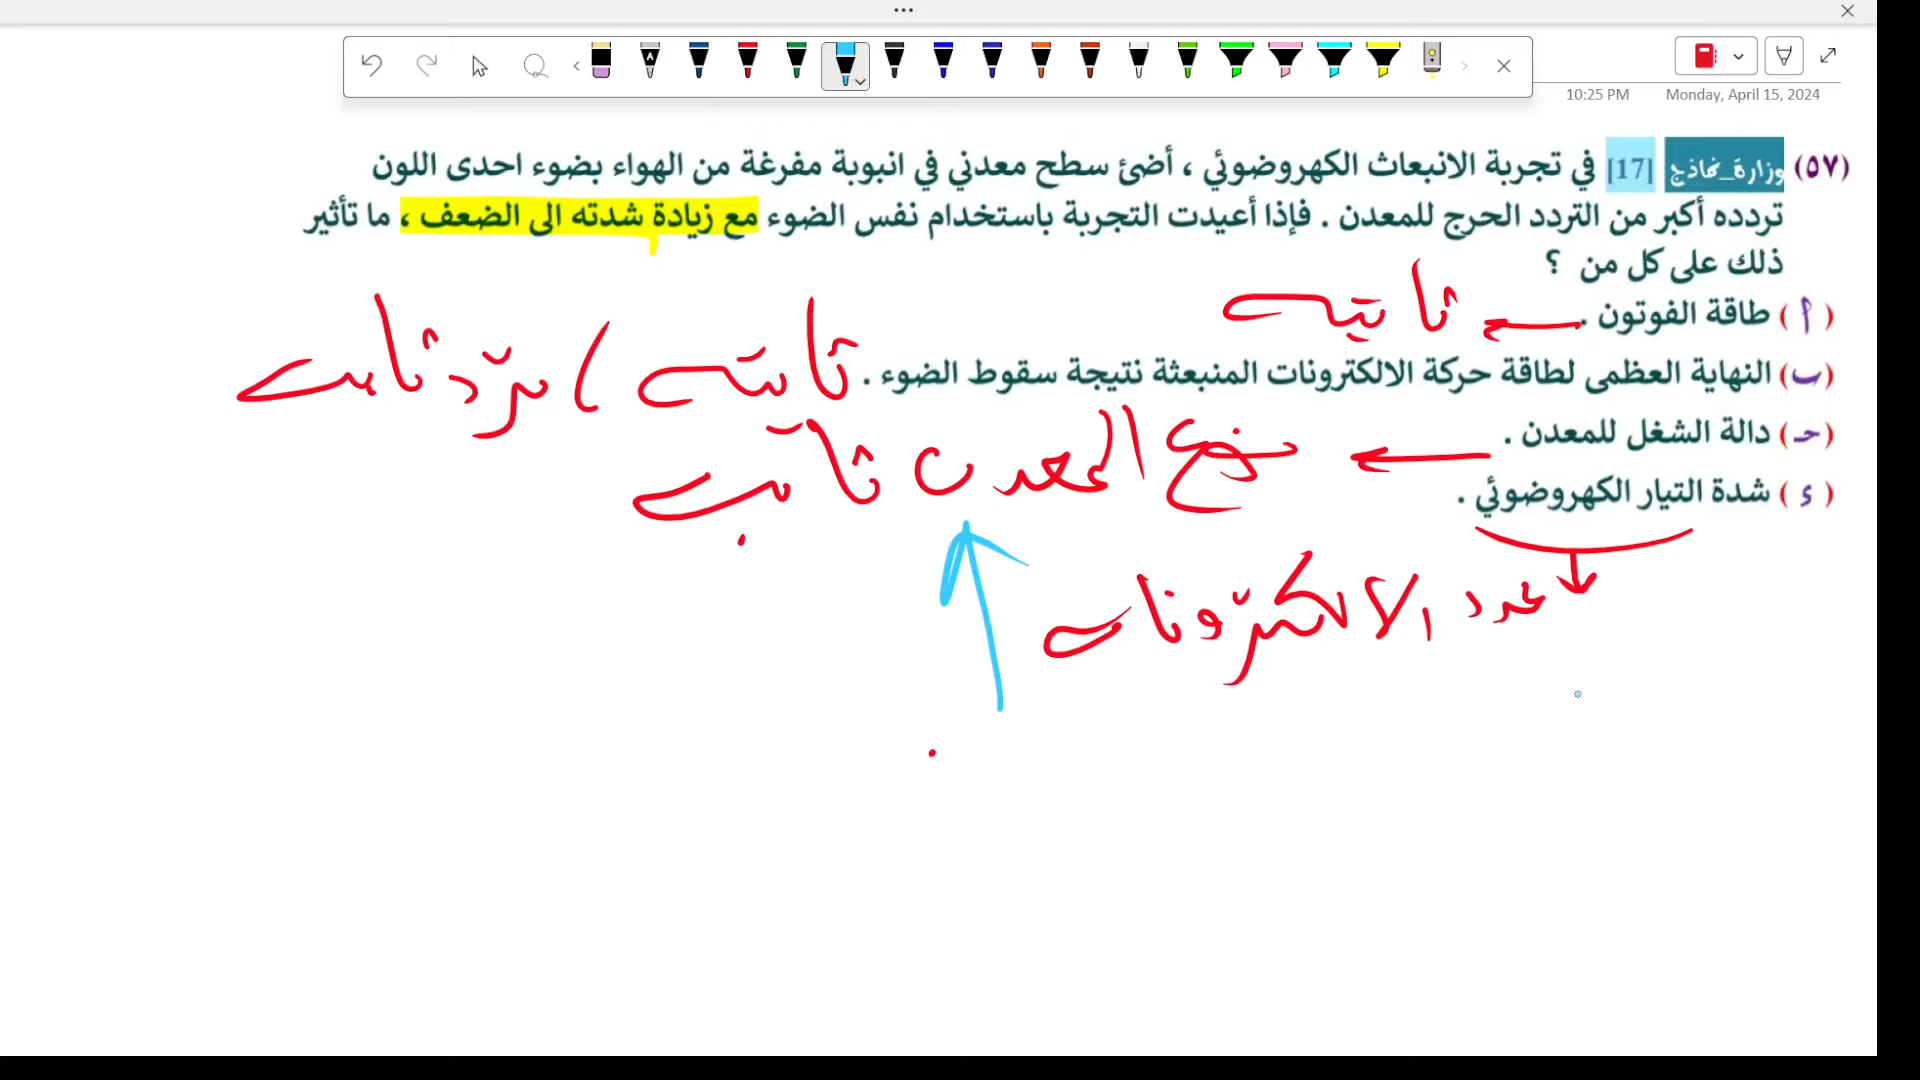 10:25 PM Monday, April 15, 2024
(٥٧) وزارة_نماذج [17] في تجربة الانبعاث الكهروضوئي ، أضئ سطح معدني في انبوبة مفرغة من الهواء بضوء احدى اللون
تردده أكبر من التردد الحرج للمعدن . فإذا أعيدت التجربة باستخدام نفس الضوء مع زيادة شدته الى الضعف ، ما تأثير
ذلك على كل من ؟
(أ) طاقة الفوتون . ثابته
(ب) النهاية العظمى لطاقة حركة الالكترونات المنبعثة نتيجة سقوط الضوء . ثابته / تردد ثابت
(حـ) دالة الشغل للمعدن . نوع المعدن ثابت
(ء) شدة التيار الكهروضوئي .
عدد الالكترونات